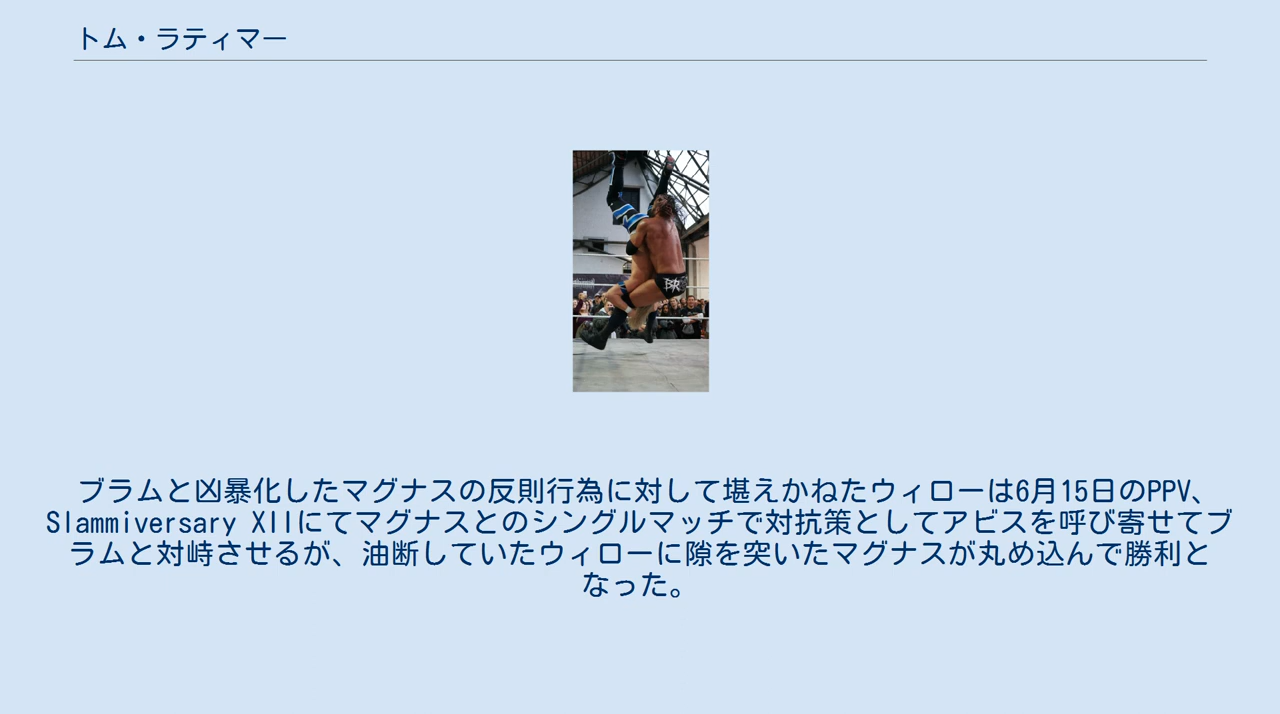 トム・ラティマー
BR
ブラムと凶暴化したマグナスの反則行為に対して堪えかねたウィローは6月15日のPPV、
Slammiversary XIIにてマグナスとのシングルマッチで対抗策としてアビスを呼び寄せてブ
ラムと対峙させるが、油断していたウィローに隙を突いたマグナスが丸め込んで勝利と
なった。